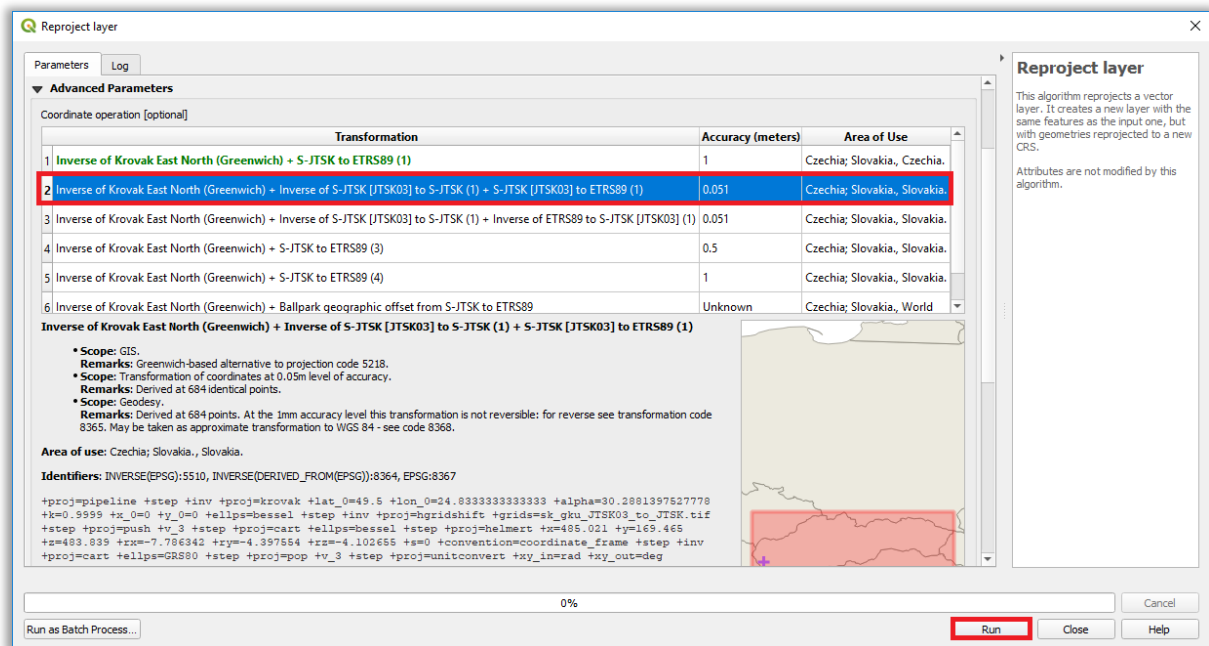 Reproject layer
Parameters
Log
Advanced Parameters
Coordinate operation [optional]
Transformation Accuracy (meters) Area of Use
1 Inverse of Krovak East North (Greenwich) + S-JTSK to ETRS89 (1) 1 Czechia; Slovakia., Czechia.
2 Inverse of Krovak East North (Greenwich) + Inverse of S-JTSK [JTSK03] to S-JTSK (1) + S-JTSK [JTSK03] to ETRS89 (1) 0.051 Czechia; Slovakia., Slovakia.
3 Inverse of Krovak East North (Greenwich) + Inverse of S-JTSK [JTSK03] to S-JTSK (1) + Inverse of ETRS89 to S-JTSK [JTSK03] (1) 0.051 Czechia; Slovakia., Slovakia.
4 Inverse of Krovak East North (Greenwich) + S-JTSK to ETRS89 (3) 0.5 Czechia; Slovakia., Slovakia.
5 Inverse of Krovak East North (Greenwich) + S-JTSK to ETRS89 (4) 1 Czechia; Slovakia., Slovakia.
6 Inverse of Krovak East North (Greenwich) + Ballpark geographic offset from S-JTSK to ETRS89 Unknown Czechia; Slovakia., World
Inverse of Krovak East North (Greenwich) + Inverse of S-JTSK [JTSK03] to S-JTSK (1) + S-JTSK [JTSK03] to ETRS89 (1)
• Scope: GIS.
Remarks: Greenwich-based alternative to projection code 5218.
• Scope: Transformation of coordinates at 0.05m level of accuracy.
Remarks: Derived at 684 identical points.
• Scope: Geodesy.
Remarks: Derived at 684 points. At the 1mm accuracy level this transformation is not reversible: for reverse see transformation code
8365. May be taken as approximate transformation to WGS 84 - see code 8368.
Area of use: Czechia; Slovakia., Slovakia.
Identifiers: INVERSE(EPSG):5510, INVERSE(DERIVED_FROM(EPSG)):8364, EPSG:8367
+proj=pipeline +step +inv +proj=krovak +lat_0=49.5 +lon_0=24.8333333333333 +alpha=30.2881397527778
+k=0.9999 +x_0=0 +y_0=0 +ellps=bessel +step +inv +proj=hgridshift +grids=sk_gku_JTSK03_to_JTSK.tif
+step +proj=push +v_3 +step +proj=cart +ellps=bessel +step +proj=helmert +x=485.021 +y=169.465
+z=483.839 +rx=-7.786342 +ry=-4.397554 +rz=-4.102655 +s=0 +convention=coordinate_frame +step +inv
+proj=cart +ellps=GRS80 +step +proj=pop +v_3 +step +proj=unitconvert +xy_in=rad +xy_out=deg
Reproject layer
This algorithm reprojects a vector
layer. It creates a new layer with the
same features as the input one, but
with geometries reprojected to a new
CRS.
Attributes are not modified by this
algorithm.
0%
Cancel
Run as Batch Process...
Run
Close
Help